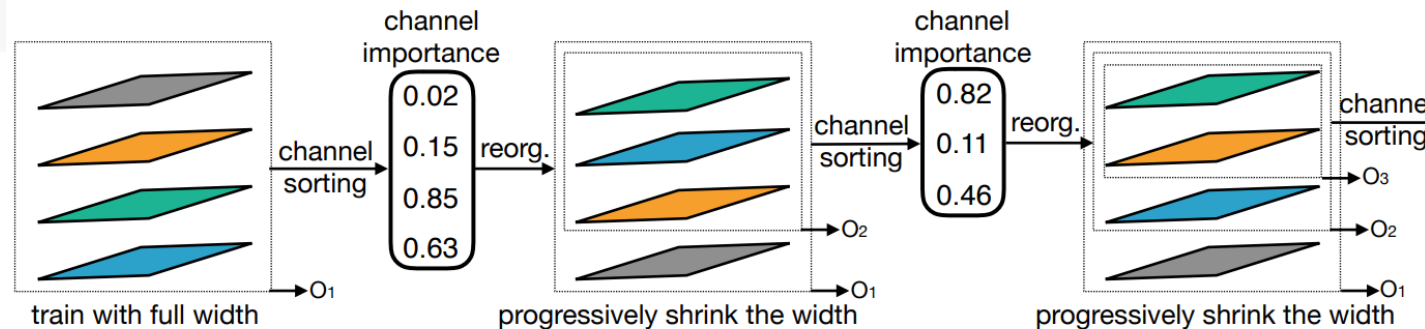 train with full width
O1
channel
sorting
channel
importance
0.02
0.15
0.85
0.63
reorg.
progressively shrink the width
O2
O1
channel
sorting
channel
importance
0.82
0.11
0.46
reorg.
progressively shrink the width
O3
O2
O1
channe
sorting